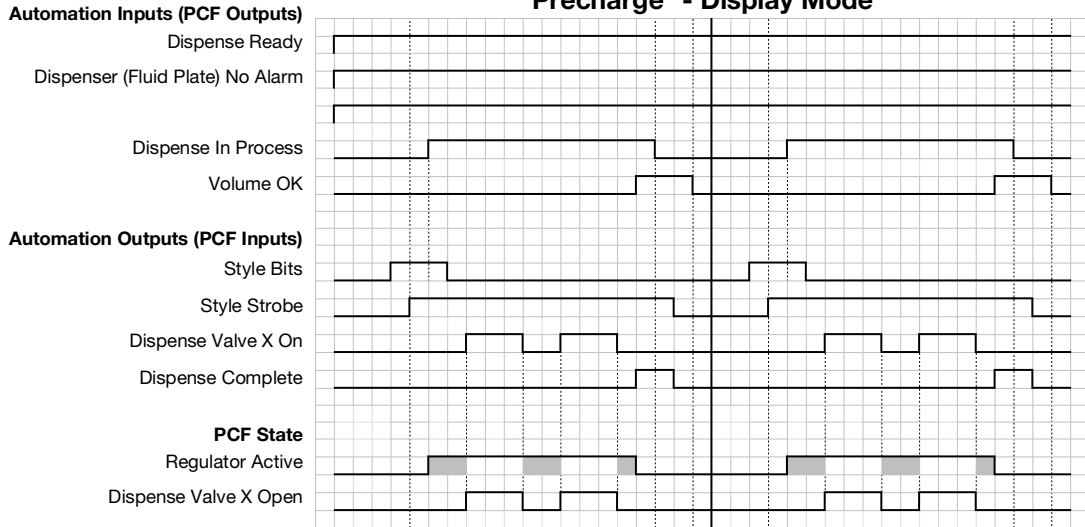 Precharge - Display Mode
Automation Inputs (PCF Outputs)
Dispense Ready
Dispenser (Fluid Plate) No Alarm
Dispense In Process
Volume OK
Automation Outputs (PCF Inputs)
Style Bits
Style Strobe
Dispense Valve X On
Dispense Complete
PCF State
Regulator Active
Dispense Valve X Open